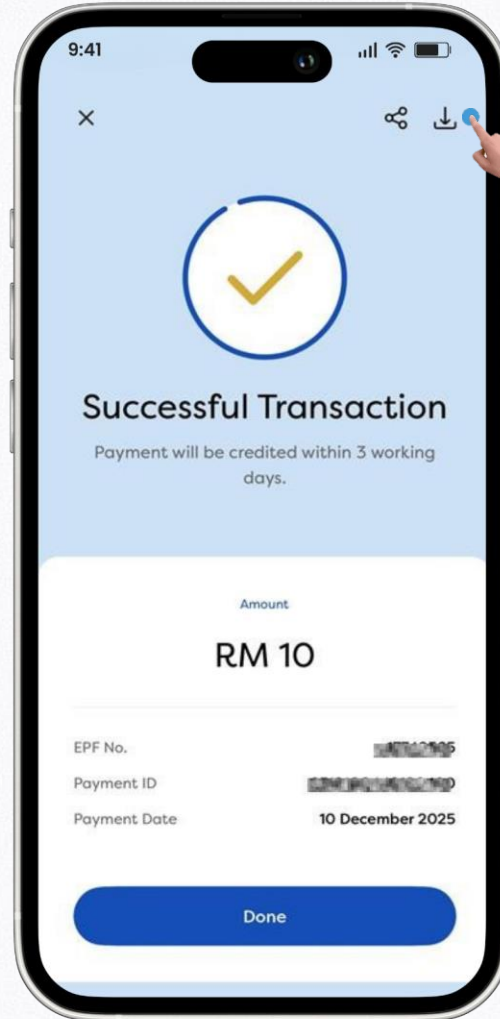 9:41
Successful Transaction
Payment will be credited within 3 working
days.
Amount
RM 10
EPF No.
Payment ID
Payment Date 10 December 2025
Done